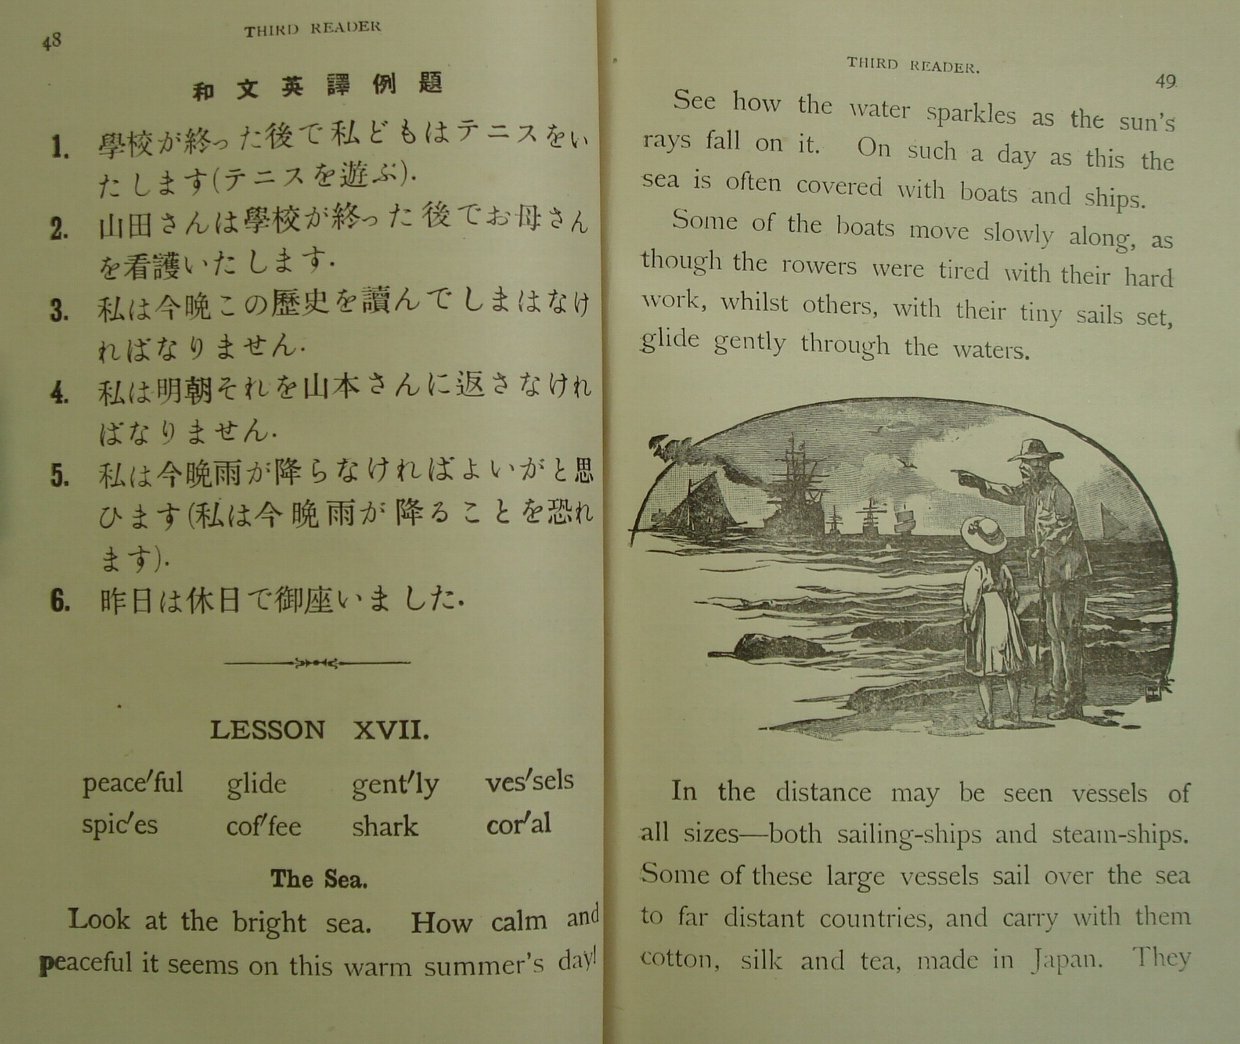 48
THIRD READER
和文英譯例題
1. 學校が終った後で私どもはテニスをい
たします(テニスを遊ぶ).
2. 山田さんは學校が終った後でお母さん
を看護いたします.
3. 私は今晩この歷史を讀んでしまはなけ
ればなりません.
4. 私は明朝それを山本さんに返さなけれ
ばなりません.
5. 私は今晩雨が降らなければよいがと思
ひます(私は今晩雨が降ることを恐れ
ます).
6. 昨日は休日で御座いました.
LESSON XVII.
peace′ful glide gent′ly ves′sels
spic′es cof′fee shark cor′al
The Sea.
Look at the bright sea. How calm and
peaceful it seems on this warm summer's day!
THIRD READER.
49
See how the water sparkles as the sun's
rays fall on it. On such a day as this the
sea is often covered with boats and ships.
Some of the boats move slowly along, as
though the rowers were tired with their hard
work, whilst others, with their tiny sails set,
glide gently through the waters.
In the distance may be seen vessels of
all sizes—both sailing-ships and steam-ships.
Some of these large vessels sail over the sea
to far distant countries, and carry with them
cotton, silk and tea, made in Japan. They